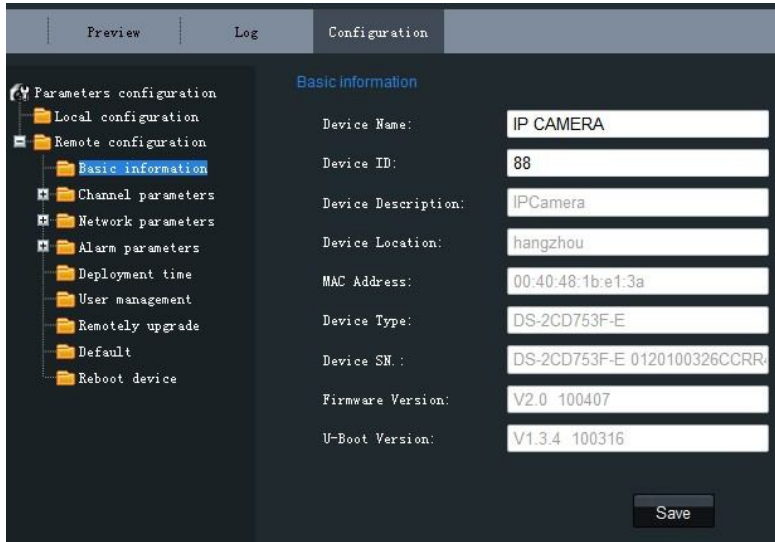 Preview Log Configuration
Parameters configuration
Local configuration
Remote configuration
Basic information
Channel parameters
Network parameters
Alarm parameters
Deployment time
User management
Remotely upgrade
Default
Reboot device
Basic information
Device Name: IP CAMERA
Device ID: 88
Device Description: IPCamera
Device Location: hangzhou
MAC Address: 00:40:48:1b:e1:3a
Device Type: DS-2CD753F-E
Device SN.: DS-2CD753F-E 0120100326CCRR
Firmware Version: V2.0 100407
U-Boot Version: V1.3.4 100316
Save